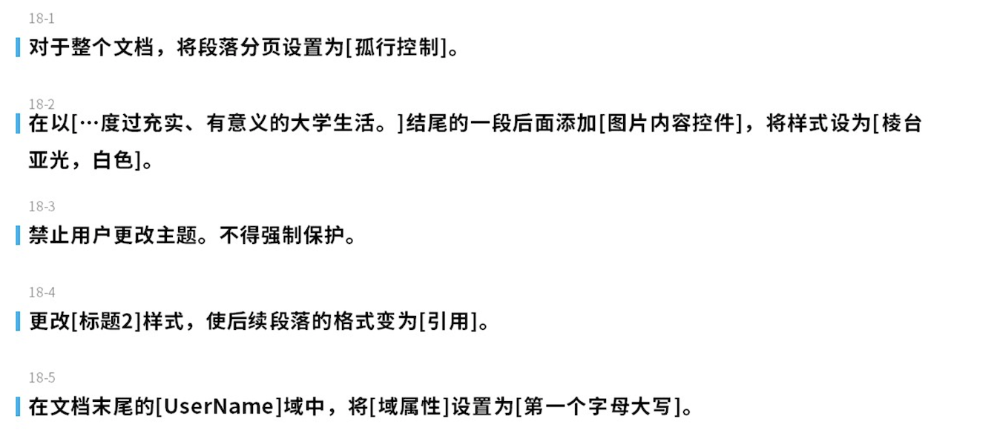 18-1
对于整个文档，将段落分页设置为[孤行控制]。
18-2
在以[…度过充实、有意义的大学生活。]结尾的一段后面添加[图片内容控件]，将样式设为[棱台
亚光，白色]。
18-3
禁止用户更改主题。不得强制保护。
18-4
更改[标题2]样式，使后续段落的格式变为[引用]。
18-5
在文档末尾的[UserName]域中，将[域属性]设置为[第一个字母大写]。